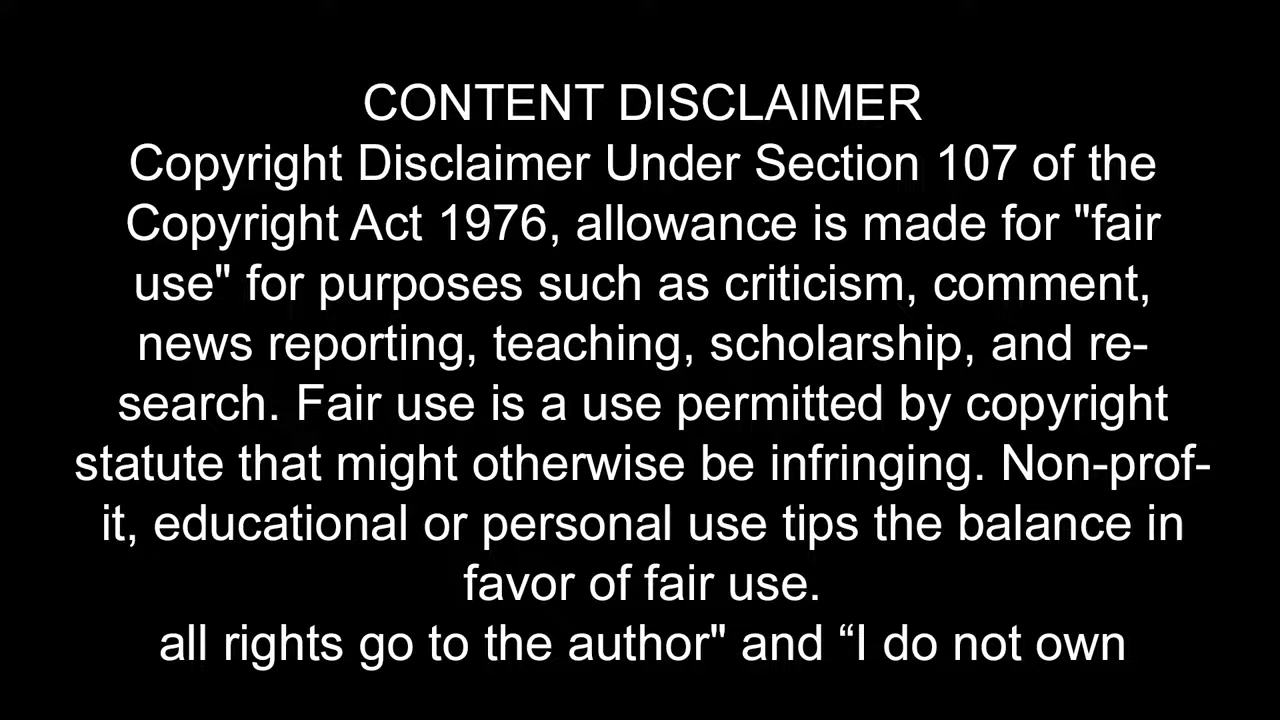 CONTENT DISCLAIMER
Copyright Disclaimer Under Section 107 of the
Copyright Act 1976, allowance is made for "fair
use" for purposes such as criticism, comment,
news reporting, teaching, scholarship, and re-
search. Fair use is a use permitted by copyright
statute that might otherwise be infringing. Non-prof-
it, educational or personal use tips the balance in
favor of fair use.
all rights go to the author" and “I do not own